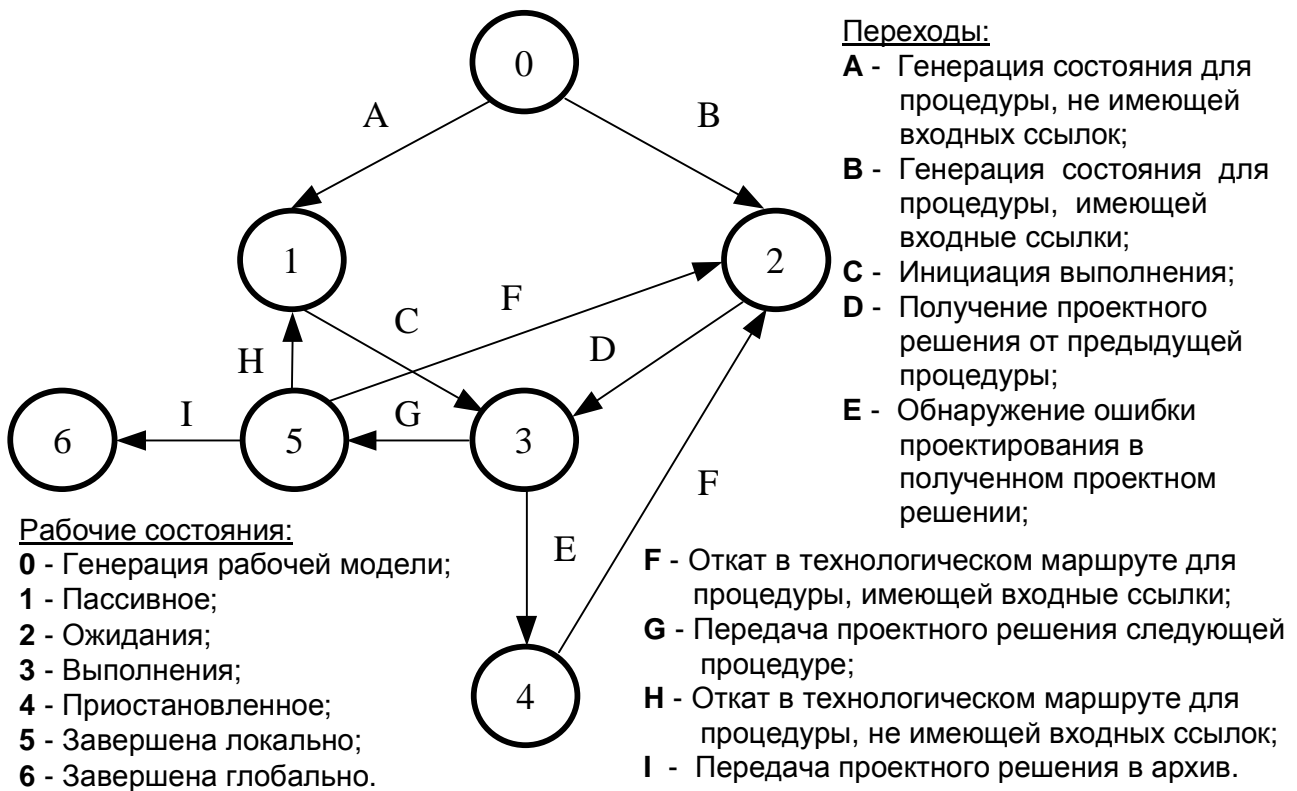 0
A
B
1
2
C
F
D
H
I
G
6
5
3
E
F
4
Переходы:
A - Генерация состояния для
процедуры, не имеющей
входных ссылок;
B - Генерация состояния для
процедуры, имеющей
входные ссылки;
C - Инициация выполнения;
D - Получение проектного
решения от предыдущей
процедуры;
E - Обнаружение ошибки
проектирования в
полученном проектном
решении;
F - Откат в технологическом маршруте для
процедуры, имеющей входные ссылки;
G - Передача проектного решения следующей
процедуре;
H - Откат в технологическом маршруте для
процедуры, не имеющей входных ссылок;
I - Передача проектного решения в архив.
Рабочие состояния:
0 - Генерация рабочей модели;
1 - Пассивное;
2 - Ожидания;
3 - Выполнения;
4 - Приостановленное;
5 - Завершена локально;
6 - Завершена глобально.